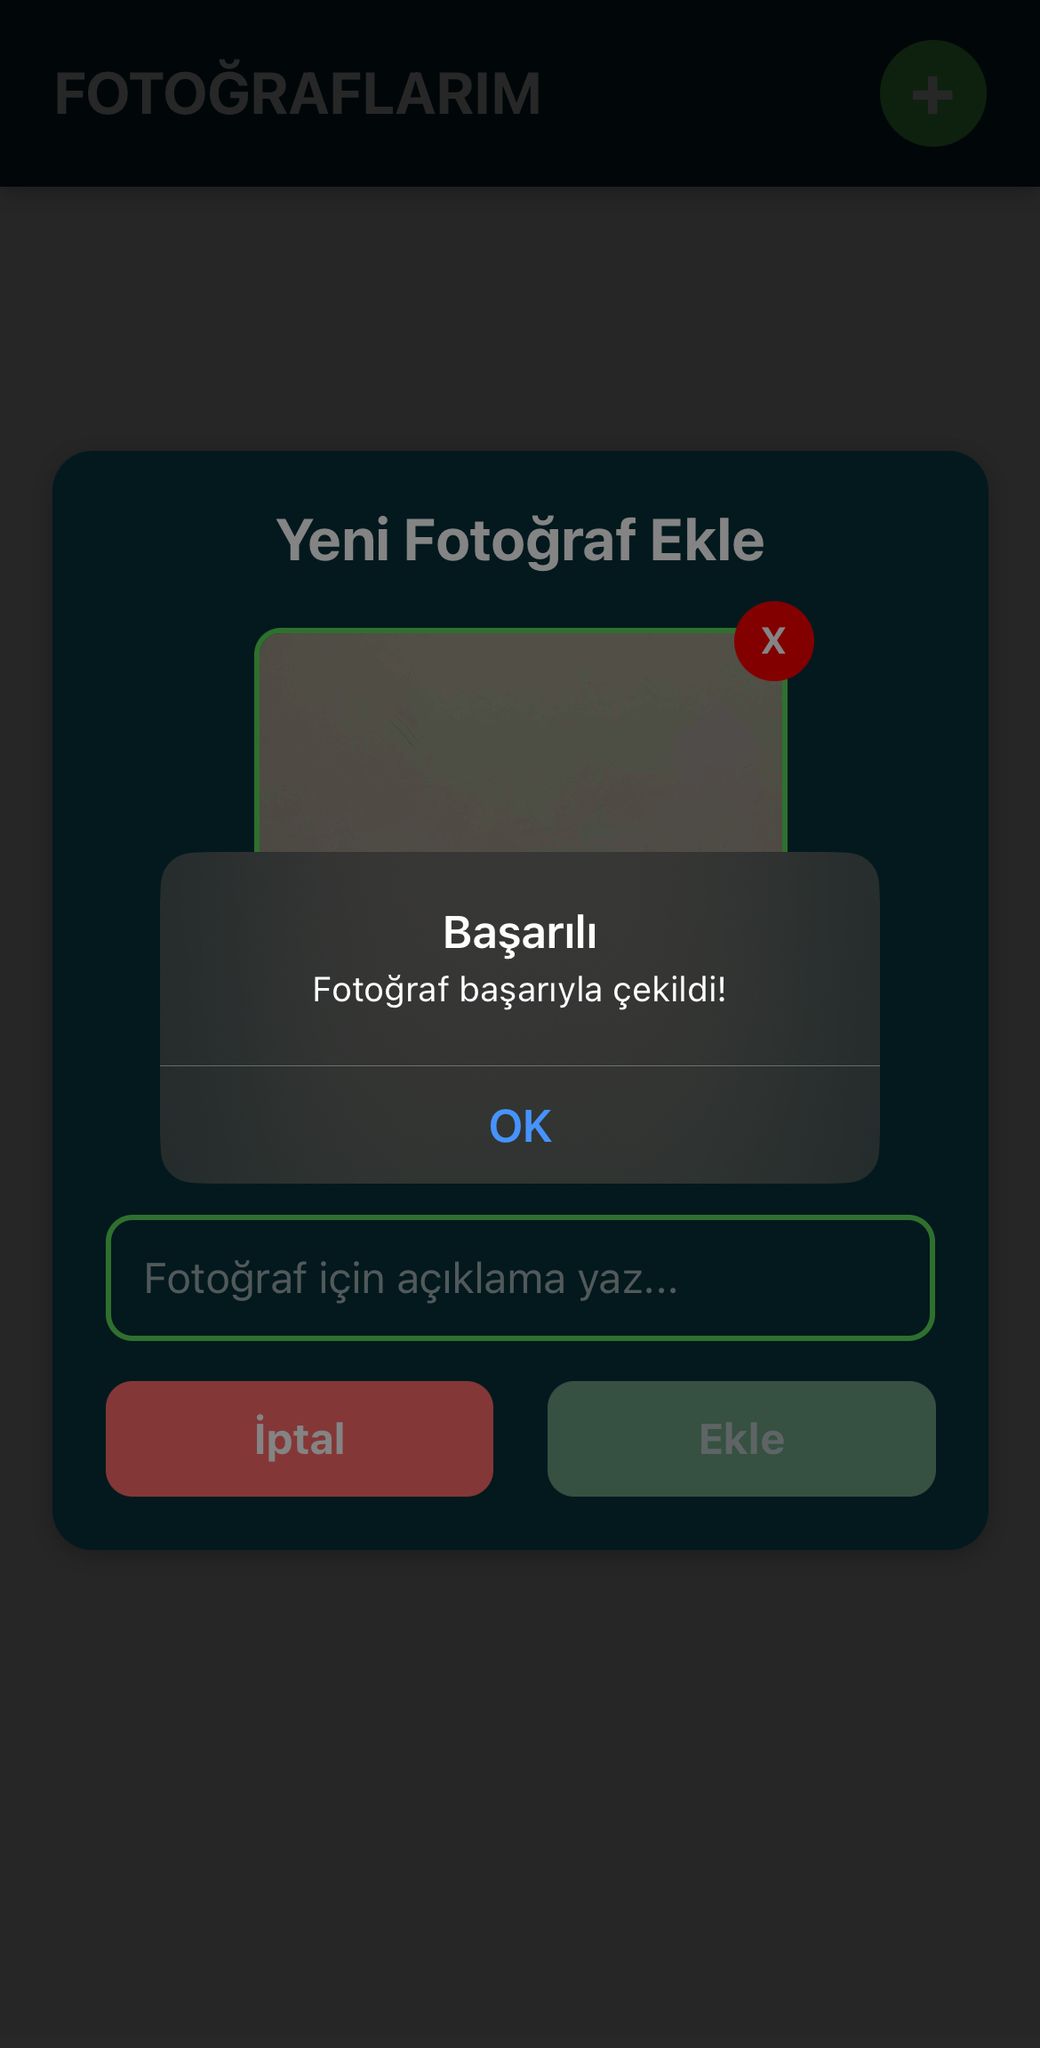 FOTOĞRAFLARIM
+
Yeni Fotoğraf Ekle
X
Başarılı
Fotoğraf başarıyla çekildi!
OK
Fotoğraf için açıklama yaz...
İptal
Ekle